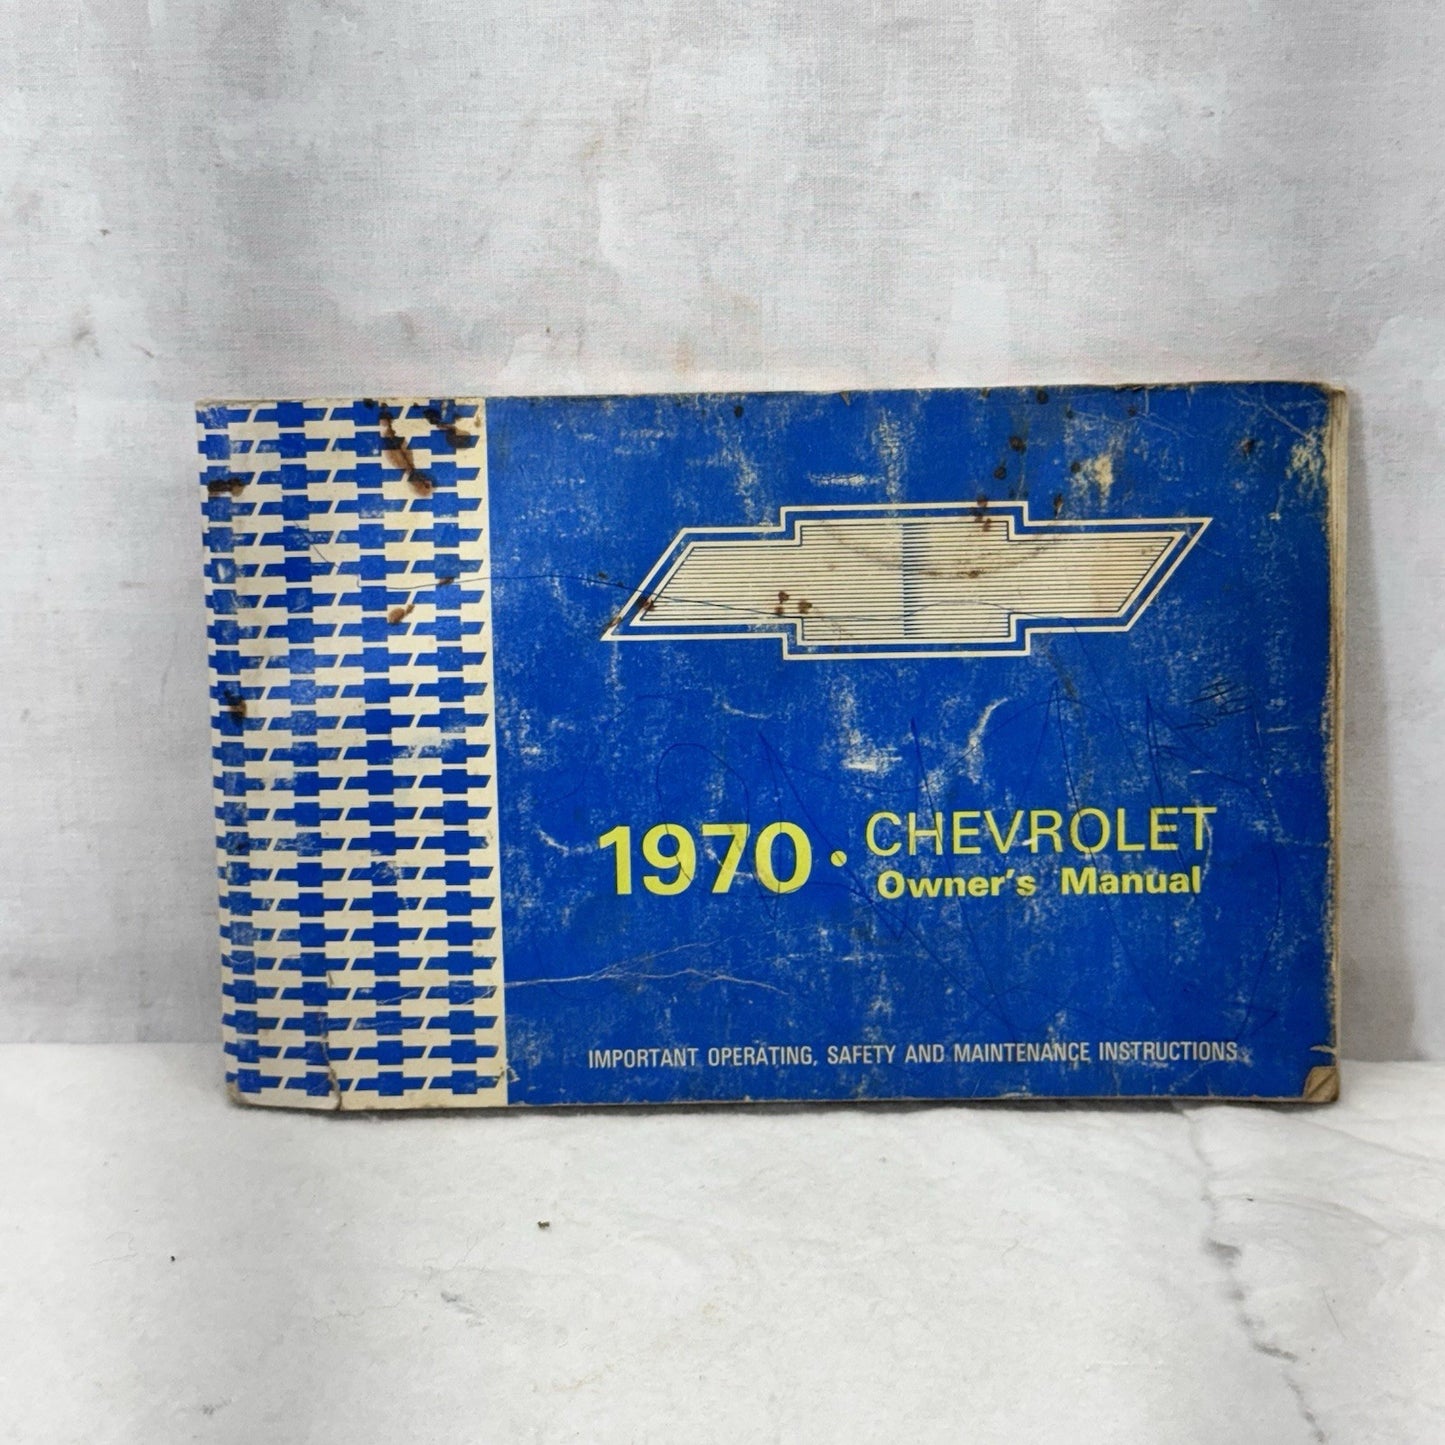 1970 • CHEVROLET
Owner's Manual
IMPORTANT OPERATING, SAFETY AND MAINTENANCE INSTRUCTIONS